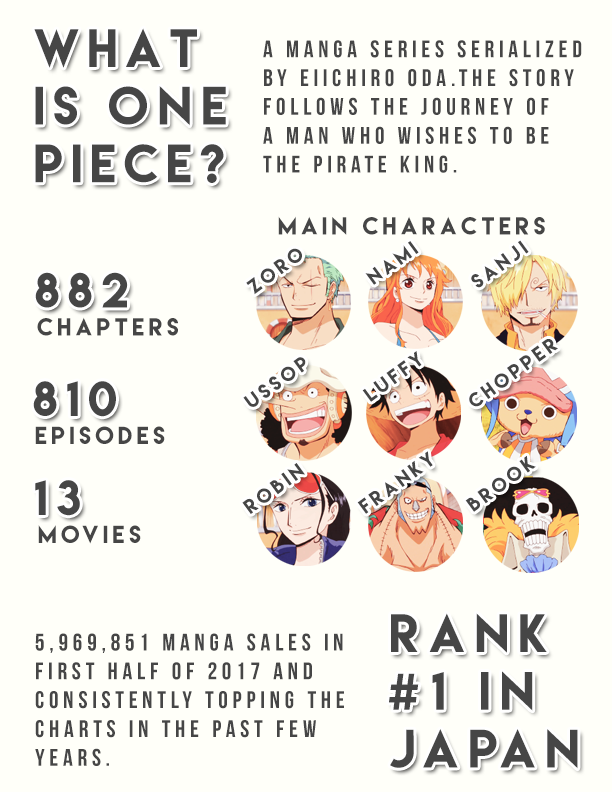 WHAT
IS ONE
PIECE?
A MANGA SERIES SERIALIZED
BY EIICHIRO ODA.THE STORY
FOLLOWS THE JOURNEY OF
A MAN WHO WISHES TO BE
THE PIRATE KING.
MAIN CHARACTERS
882
CHAPTERS
810
EPISODES
13
MOVIES
ZORO
NAMI
SANJI
USSOP
LUFFY
CHOPPER
ROBIN
FRANKY
BROOK
5,969,851 MANGA SALES IN
FIRST HALF OF 2017 AND
CONSISTENTLY TOPPING THE
CHARTS IN THE PAST FEW
YEARS.
RANK
#1 IN
JAPAN